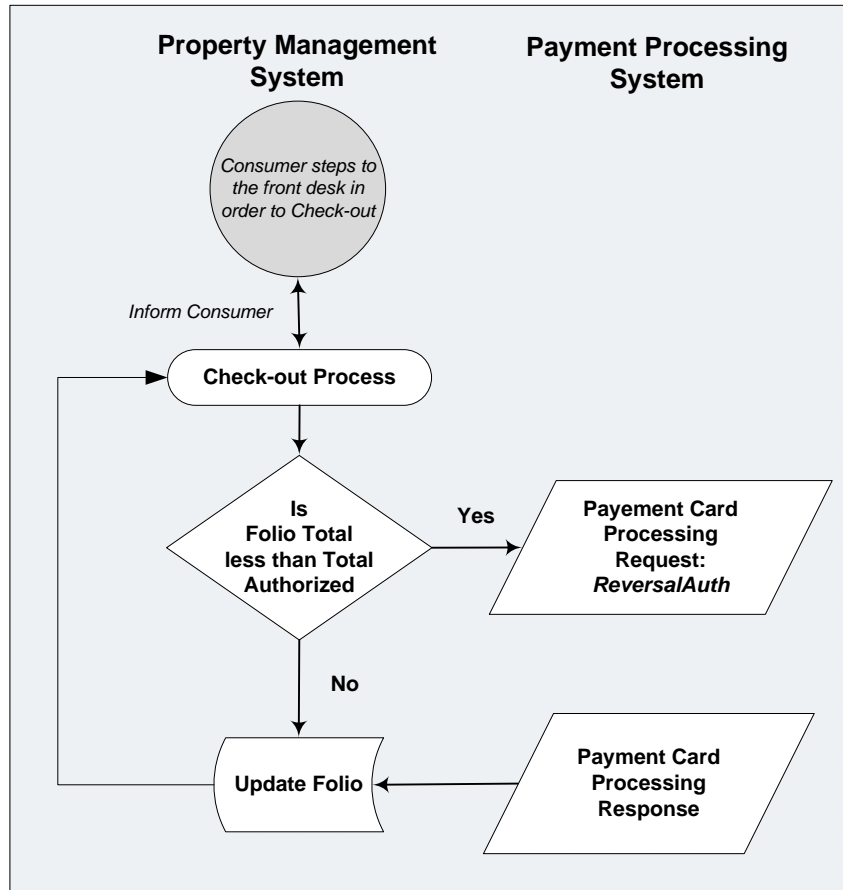 Property Management
System
Payment Processing
System
Consumer steps to
the front desk in
order to Check-out
Inform Consumer
Check-out Process
Is
Folio Total
less than Total
Authorized
Yes
Payement Card
Processing
Request:
ReversalAuth
No
Update Folio
Payment Card
Processing
Response